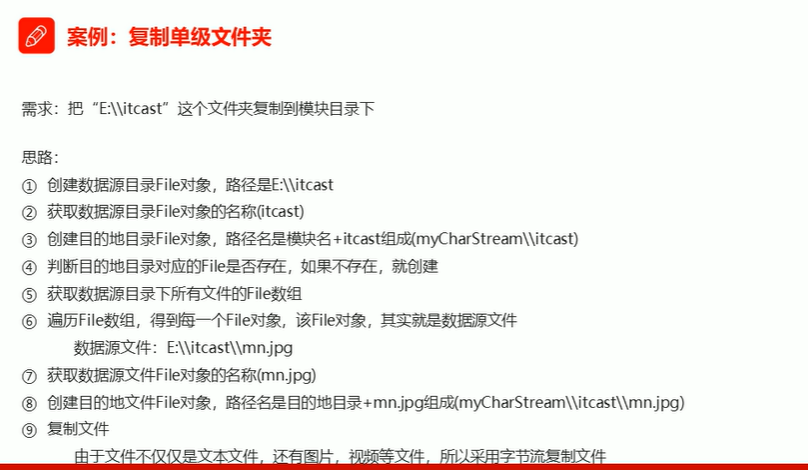 案例：复制单级文件夹
需求：把“E:\\itcast”这个文件夹复制到模块目录下
思路：
① 创建数据源目录File对象，路径是E:\\itcast
② 获取数据源目录File对象的名称(itcast)
③ 创建目的地目录File对象，路径名是模块名+itcast组成(myCharStream\\itcast)
④ 判断目的地目录对应的File是否存在，如果不存在，就创建
⑤ 获取数据源目录下所有文件的File数组
⑥ 遍历File数组，得到每一个File对象，该File对象，其实就是数据源文件
数据源文件：E:\\itcast\\mn.jpg
⑦ 获取数据源文件File对象的名称(mn.jpg)
⑧ 创建目的地文件File对象，路径名是目的地目录+mn.jpg组成(myCharStream\\itcast\\mn.jpg)
⑨ 复制文件
由于文件不仅仅是文本文件，还有图片，视频等文件，所以采用字节流复制文件